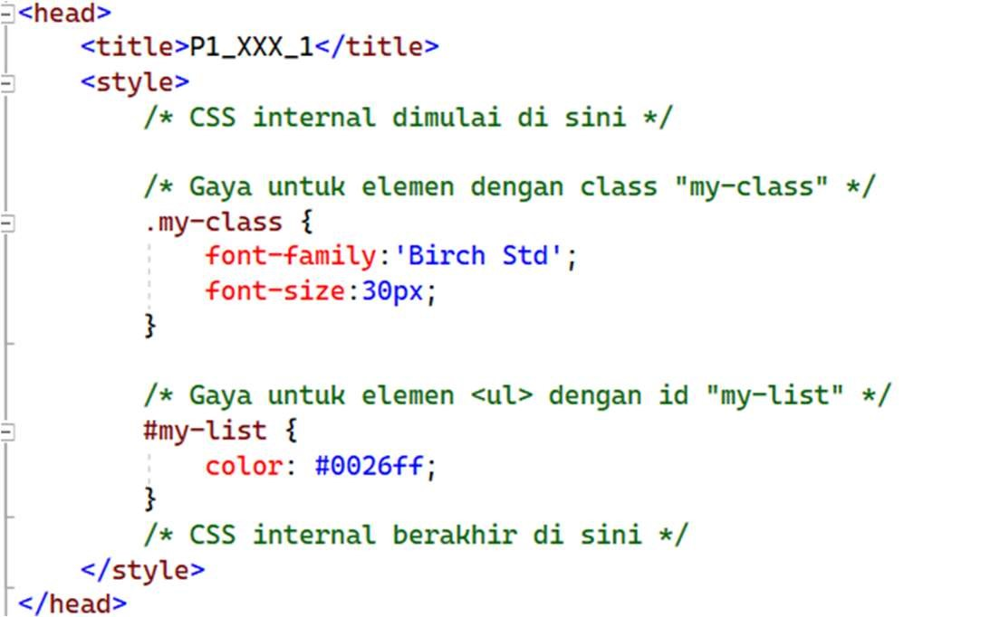 <head>
<title>P1_XXX_1</title>
<style>
/* CSS internal dimulai di sini */
/* Gaya untuk elemen dengan class "my-class" */
.my-class {
font-family:'Birch Std';
font-size:30px;
}
/* Gaya untuk elemen <ul> dengan id "my-list" */
#my-list {
color: #0026ff;
}
/* CSS internal berakhir di sini */
</style>
</head>